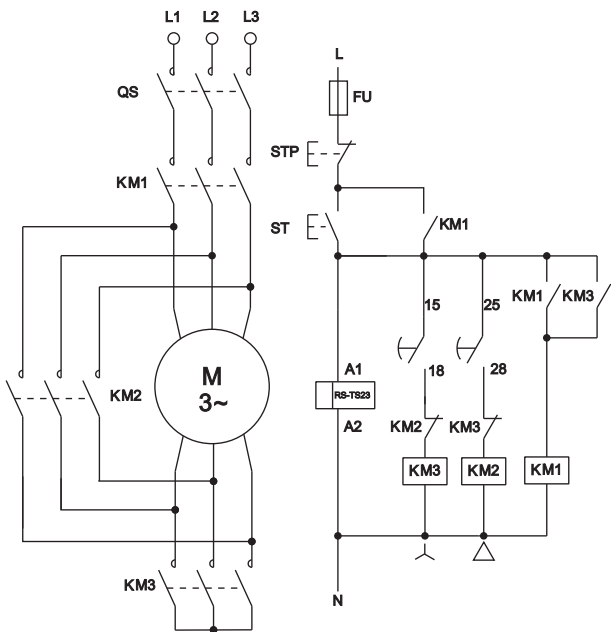 L1 L2 L3
QS
KM1
KM2
M
3~
KM3
L
FU
STP
ST
KM1
KM1 KM3
15 25
A1
18 28
RS-TS23
A2
KM2 KM3
KM3 KM2 KM1
N